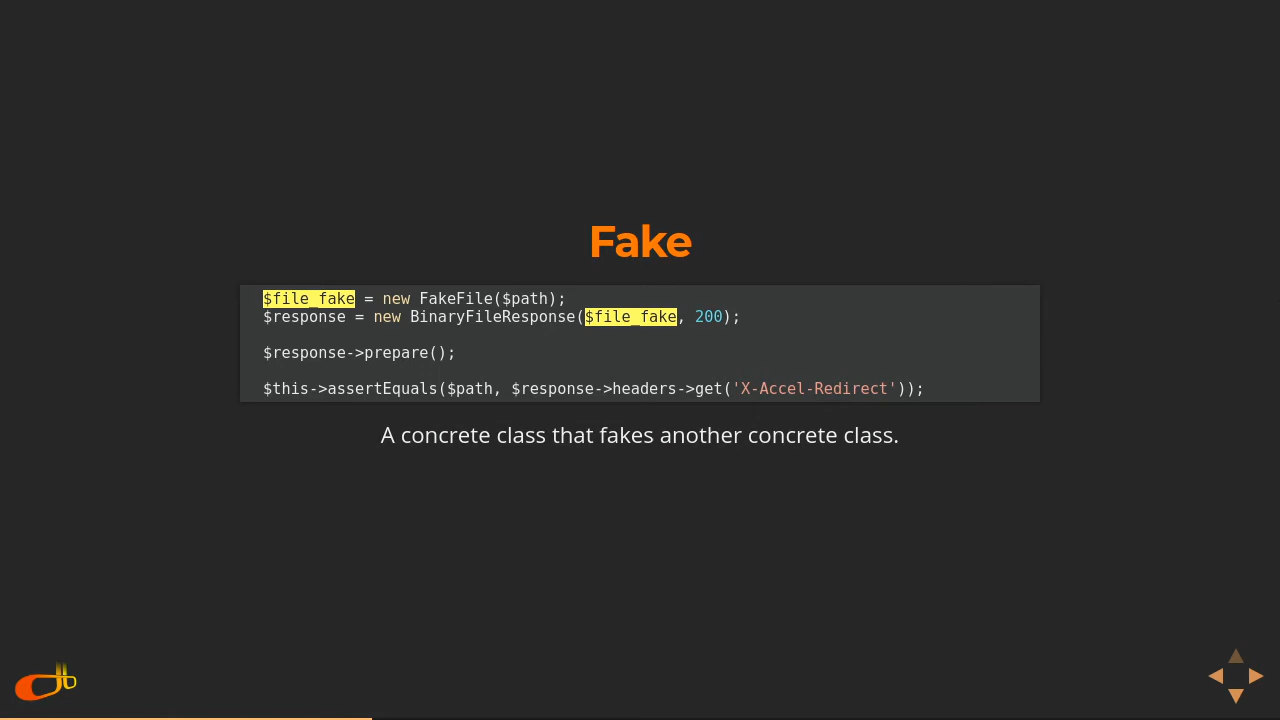 Fake
$file_fake = new FakeFile($path);
$response = new BinaryFileResponse($file_fake, 200);
$response->prepare();
$this->assertEquals($path, $response->headers->get('X-Accel-Redirect'));
A concrete class that fakes another concrete class.